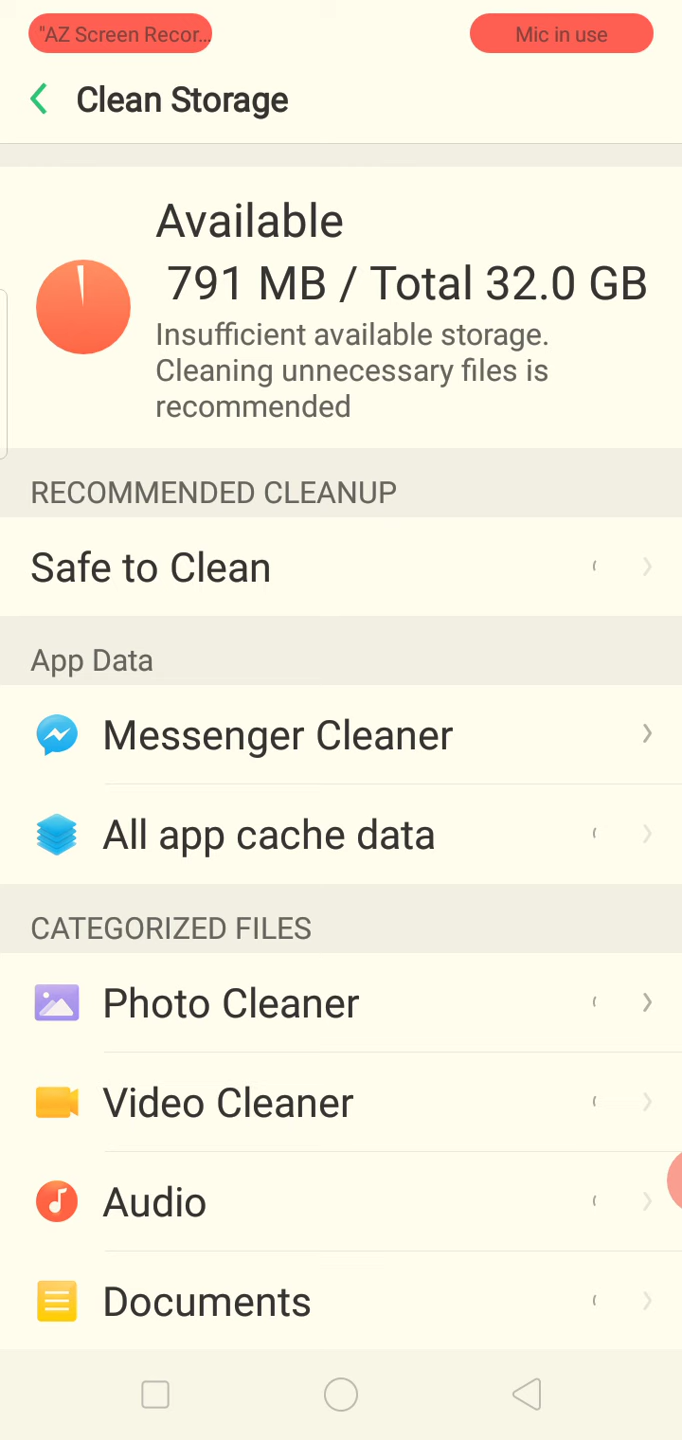 "AZ Screen Recor...
Mic in use
Clean Storage
Available
791 MB / Total 32.0 GB
Insufficient available storage.
Cleaning unnecessary files is
recommended
RECOMMENDED CLEANUP
Safe to Clean
App Data
Messenger Cleaner
All app cache data
CATEGORIZED FILES
Photo Cleaner
Video Cleaner
Audio
Documents